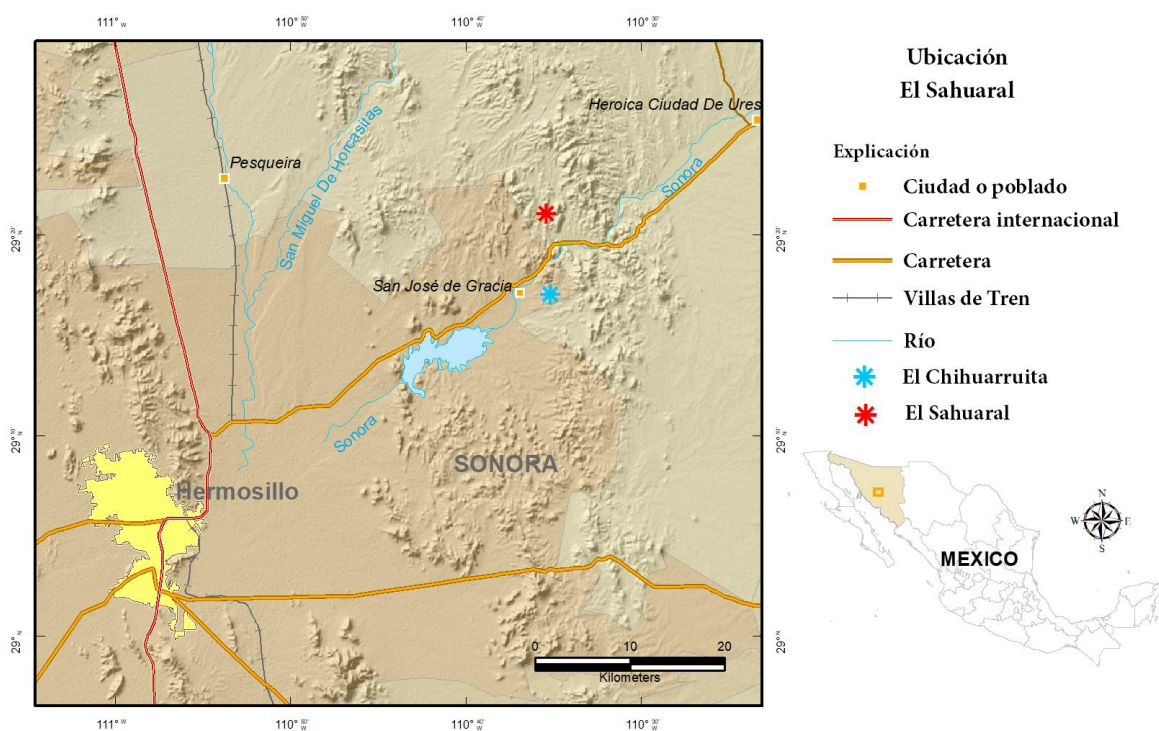 111° W
110° 50' W
110° 40' W
110° 30' W
29° 20' N
29° 10' N
29° N
Heroica Ciudad De Ures
Pesqueira
San Miguel De Horcasitas
Sonora
San José de Gracia
Sonora
SONORA
Hermosillo
0 10 20
Kilometers
29° 20' N
29° 10' N
29° N
111° W
110° 50' W
110° 40' W
110° 30' W
Ubicación
El Sahuaral
Explicación
Ciudad o poblado
Carretera internacional
Carretera
Villas de Tren
Río
El Chihuarruita
El Sahuaral
N
W E
S
MEXICO